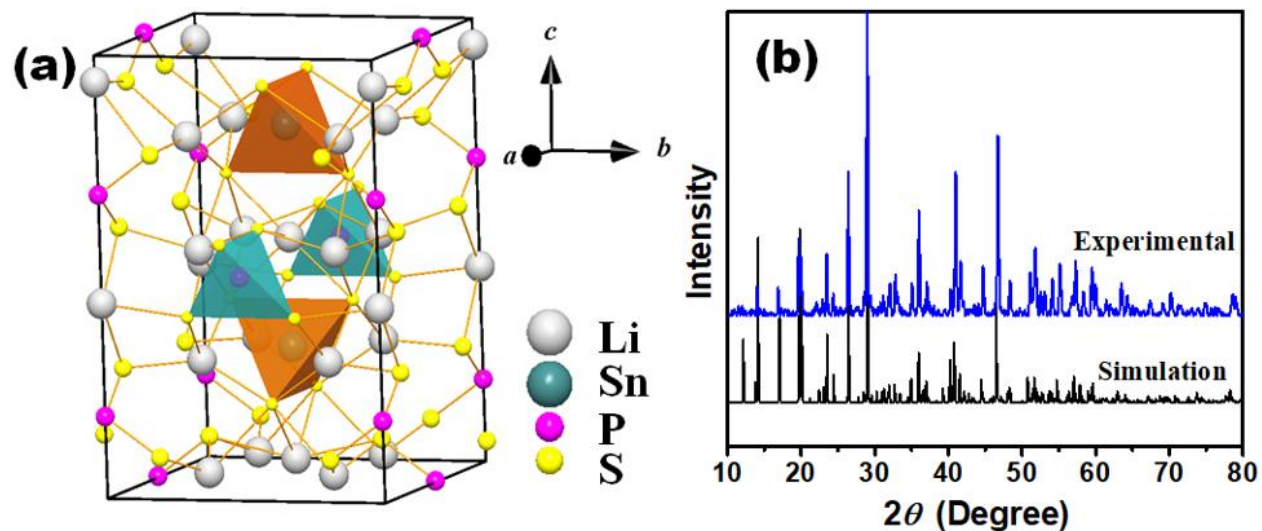 (a)
c
a
b
Li
Sn
P
S
(b)
Intensity
Experimental
Simulation
10 20 30 40 50 60 70 80
2θ (Degree)